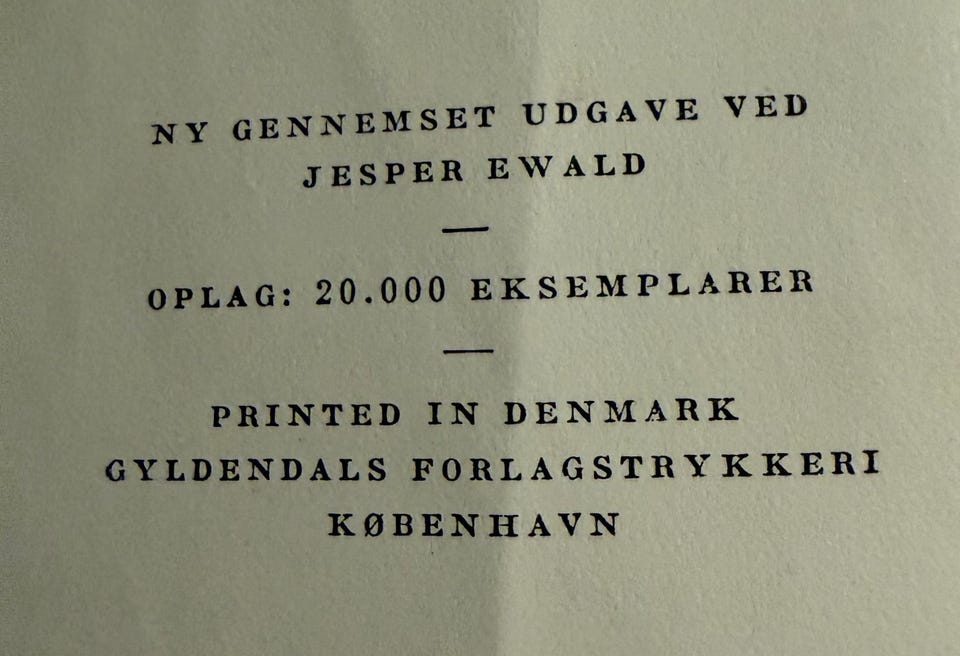 NY GENNEMSET UDGAVE VED
JESPER EWALD
OPLAG: 20.000 EKSEMPLARER
PRINTED IN DENMARK
GYLDENDALS FORLAGSTRYKKERI
KØBENHAVN